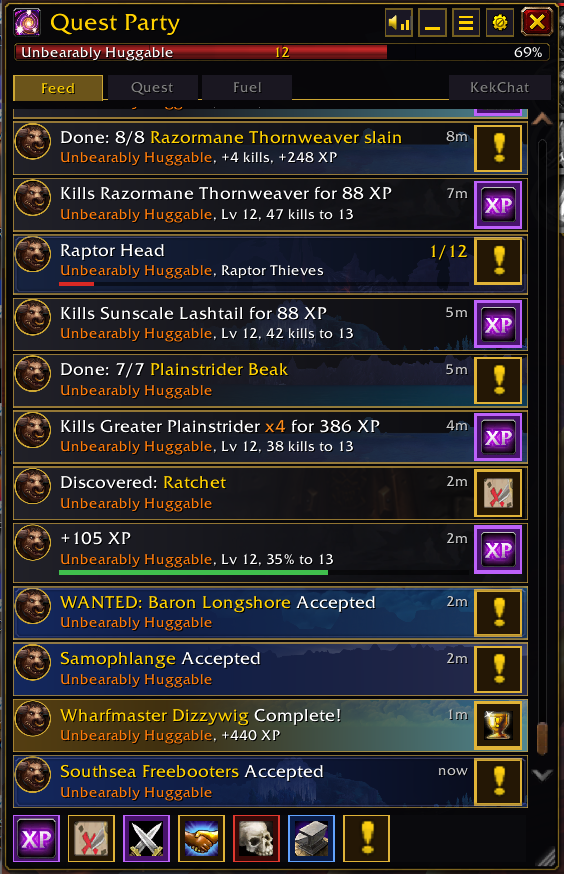 Quest Party
Unbearably Huggable 12 69%
Feed Quest Fuel KekChat
Done: 8/8 Razormane Thornweaver slain 8m
Unbearably Huggable, +4 kills, +248 XP
Kills Razormane Thornweaver for 88 XP 7m
Unbearably Huggable, Lv 12, 47 kills to 13
XP
Raptor Head 1/12
Unbearably Huggable, Raptor Thieves
Kills Sunscale Lashtail for 88 XP 5m
Unbearably Huggable, Lv 12, 42 kills to 13
XP
Done: 7/7 Plainstrider Beak 5m
Unbearably Huggable
Kills Greater Plainstrider x4 for 386 XP 4m
Unbearably Huggable, Lv 12, 38 kills to 13
XP
Discovered: Ratchet 2m
Unbearably Huggable
+105 XP 2m
Unbearably Huggable, Lv 12, 35% to 13
XP
WANTED: Baron Longshore Accepted 2m
Unbearably Huggable
Samophlange Accepted 2m
Unbearably Huggable
Wharfmaster Dizzywig Complete! 1m
Unbearably Huggable, +440 XP
Southsea Freebooters Accepted now
Unbearably Huggable
XP